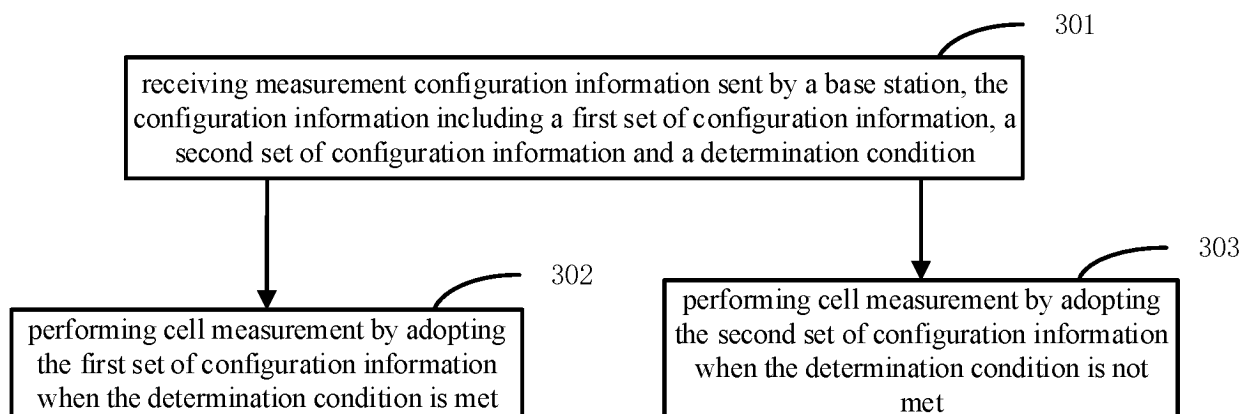 301
receiving measurement configuration information sent by a base station, the
configuration information including a first set of configuration information, a
second set of configuration information and a determination condition
302
performing cell measurement by adopting
the first set of configuration information
when the determination condition is met
303
performing cell measurement by adopting
the second set of configuration information
when the determination condition is not
met